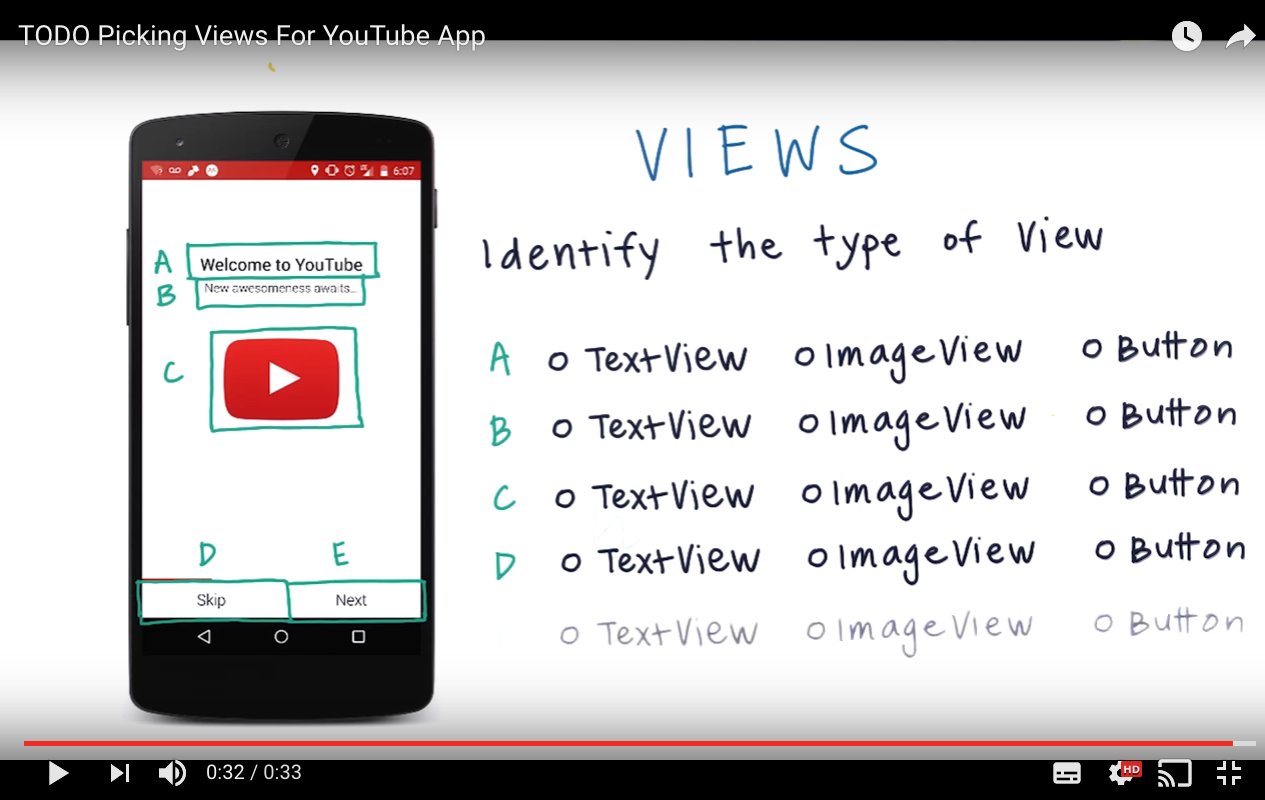 TODO Picking Views For YouTube App
VIEWS
6:07
Identify the type of View
A Welcome to YouTube
B New awesomeness awaits...
C
A O TextView O ImageView O Button
B O TextView O ImageView O Button
C O TextView O ImageView O Button
D E
D O TextView O ImageView O Button
Skip Next
O TextView O ImageView O Button
0:32 / 0:33
HD